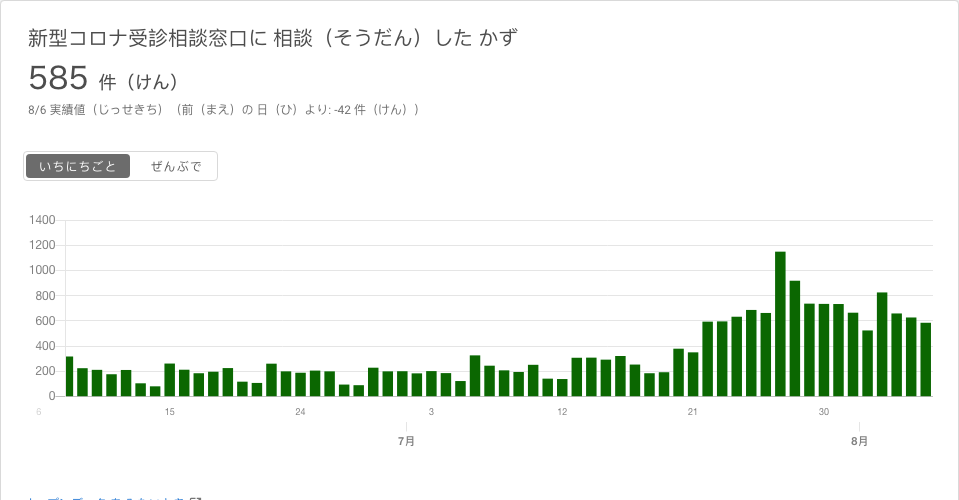 新型コロナ受診相談窓口に 相談（そうだん）した かず
585 件（けん）
8/6 実績値（じっせきち）（前（まえ）の 日（ひ）より: -42 件（けん））
いちにちごと ぜんぶで
1400
1200
1000
800
600
400
200
0
6 15 24 3 12 21 30
7月 8月